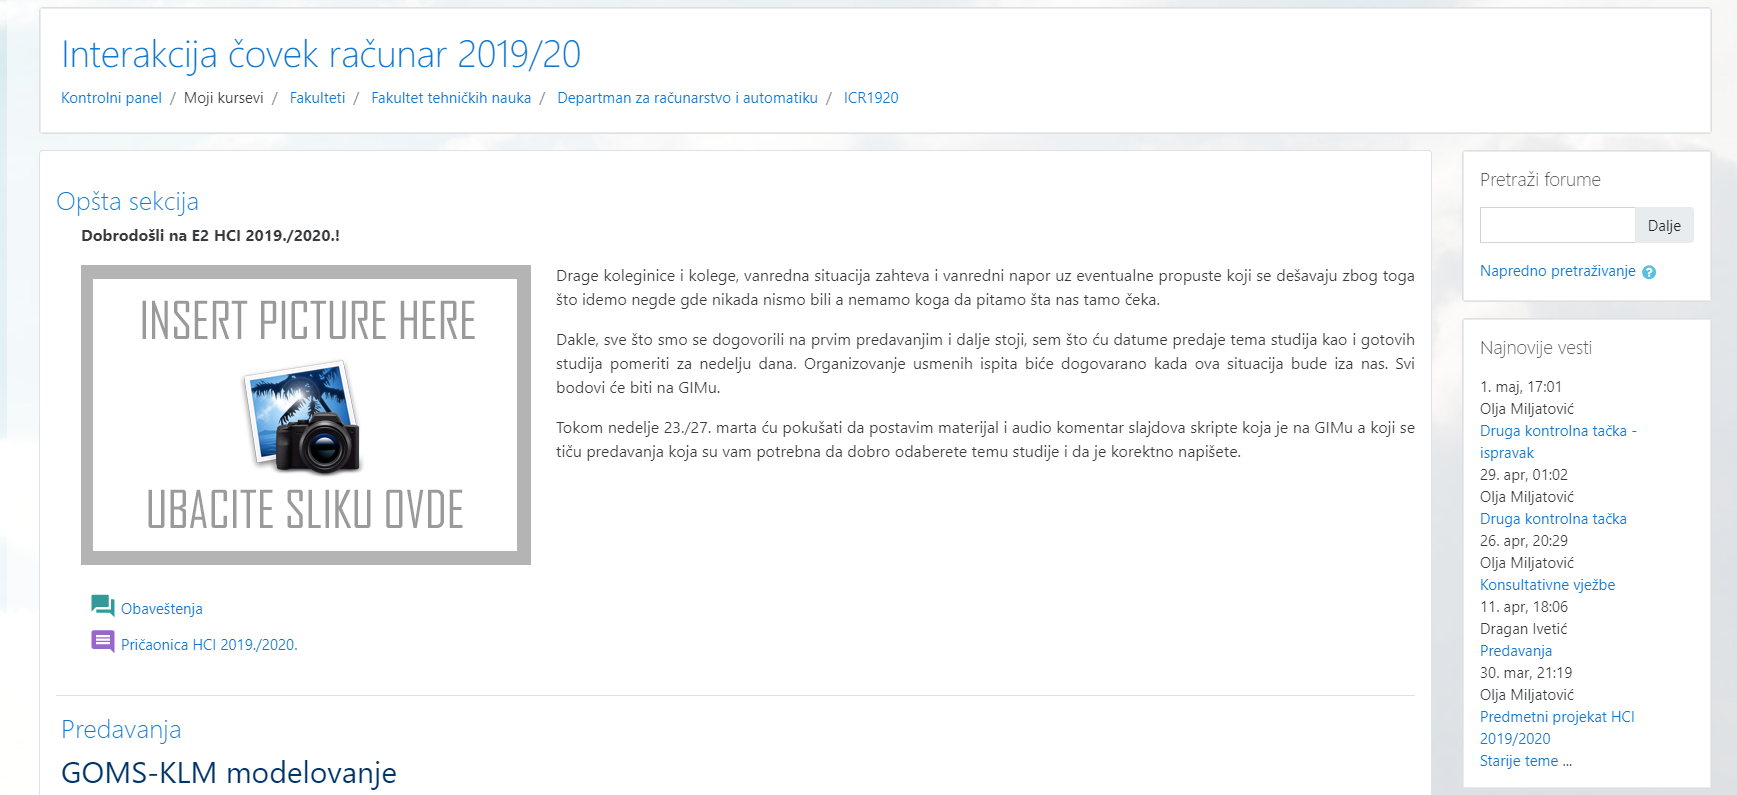 Interakcija čovek računar 2019/20
Kontrolni panel / Moji kursevi / Fakulteti / Fakultet tehničkih nauka / Departman za računarstvo i automatiku / ICR1920
Opšta sekcija
Dobrodošli na E2 HCI 2019./2020.!
INSERT PICTURE HERE
UBACITE SLIKU OVDE
Drage koleginice i kolege, vanredna situacija zahteva i vanredni napor uz eventualne propuste koji se dešavaju zbog toga
što idemo negde gde nikada nismo bili a nemamo koga da pitamo šta nas tamo čeka.
Dakle, sve što smo se dogovorili na prvim predavanjim i dalje stoji, sem što ću datume predaje tema studija kao i gotovih
studija pomeriti za nedelju dana. Organizovanje usmenih ispita biće dogovarano kada ova situacija bude iza nas. Svi
bodovi će biti na GIMu.
Tokom nedelje 23./27. marta ću pokušati da postavim materijal i audio komentar slajdova skripte koja je na GIMu a koji se
tiču predavanja koja su vam potrebna da dobro odaberete temu studije i da je korektno napišete.
Obaveštenja
Pričaonica HCI 2019./2020.
Predavanja
GOMS-KLM modelovanje
Pretraži forume
Dalje
Napredno pretraživanje ?
Najnovije vesti
1. maj, 17:01
Olja Miljatović
Druga kontrolna tačka -
ispravak
29. apr, 01:02
Olja Miljatović
Druga kontrolna tačka
26. apr, 20:29
Olja Miljatović
Konsultativne vježbe
11. apr, 18:06
Dragan Ivetić
Predavanja
30. mar, 21:19
Olja Miljatović
Predmetni projekat HCI
2019/2020
Starije teme ...